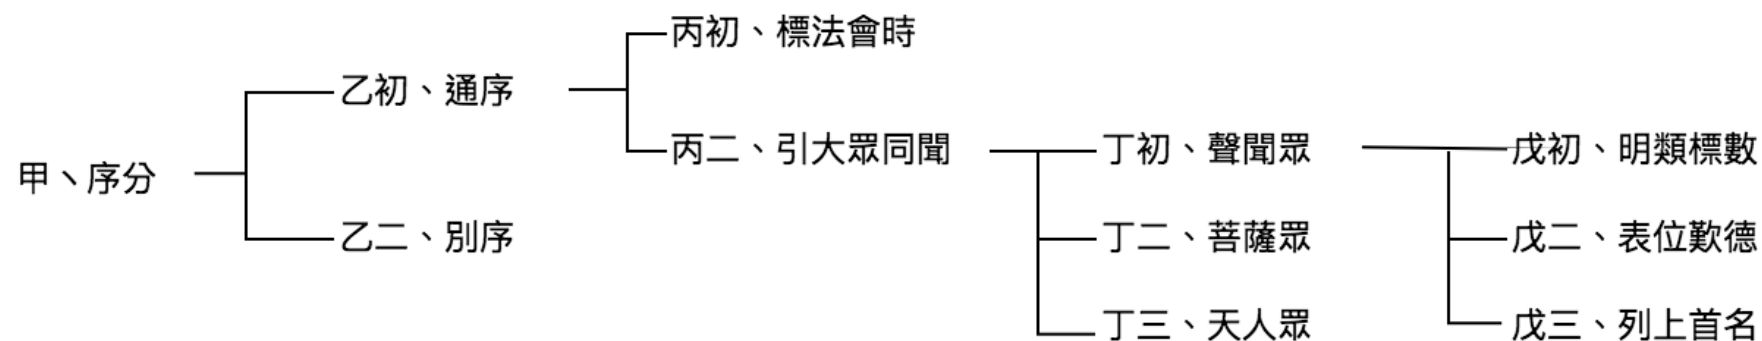 甲、序分
乙初、通序
丙初、標法會時
丙二、引大眾同聞
丁初、聲聞眾
戊初、明類標數
戊二、表位歎德
戊三、列上首名
丁二、菩薩眾
丁三、天人眾
乙二、別序